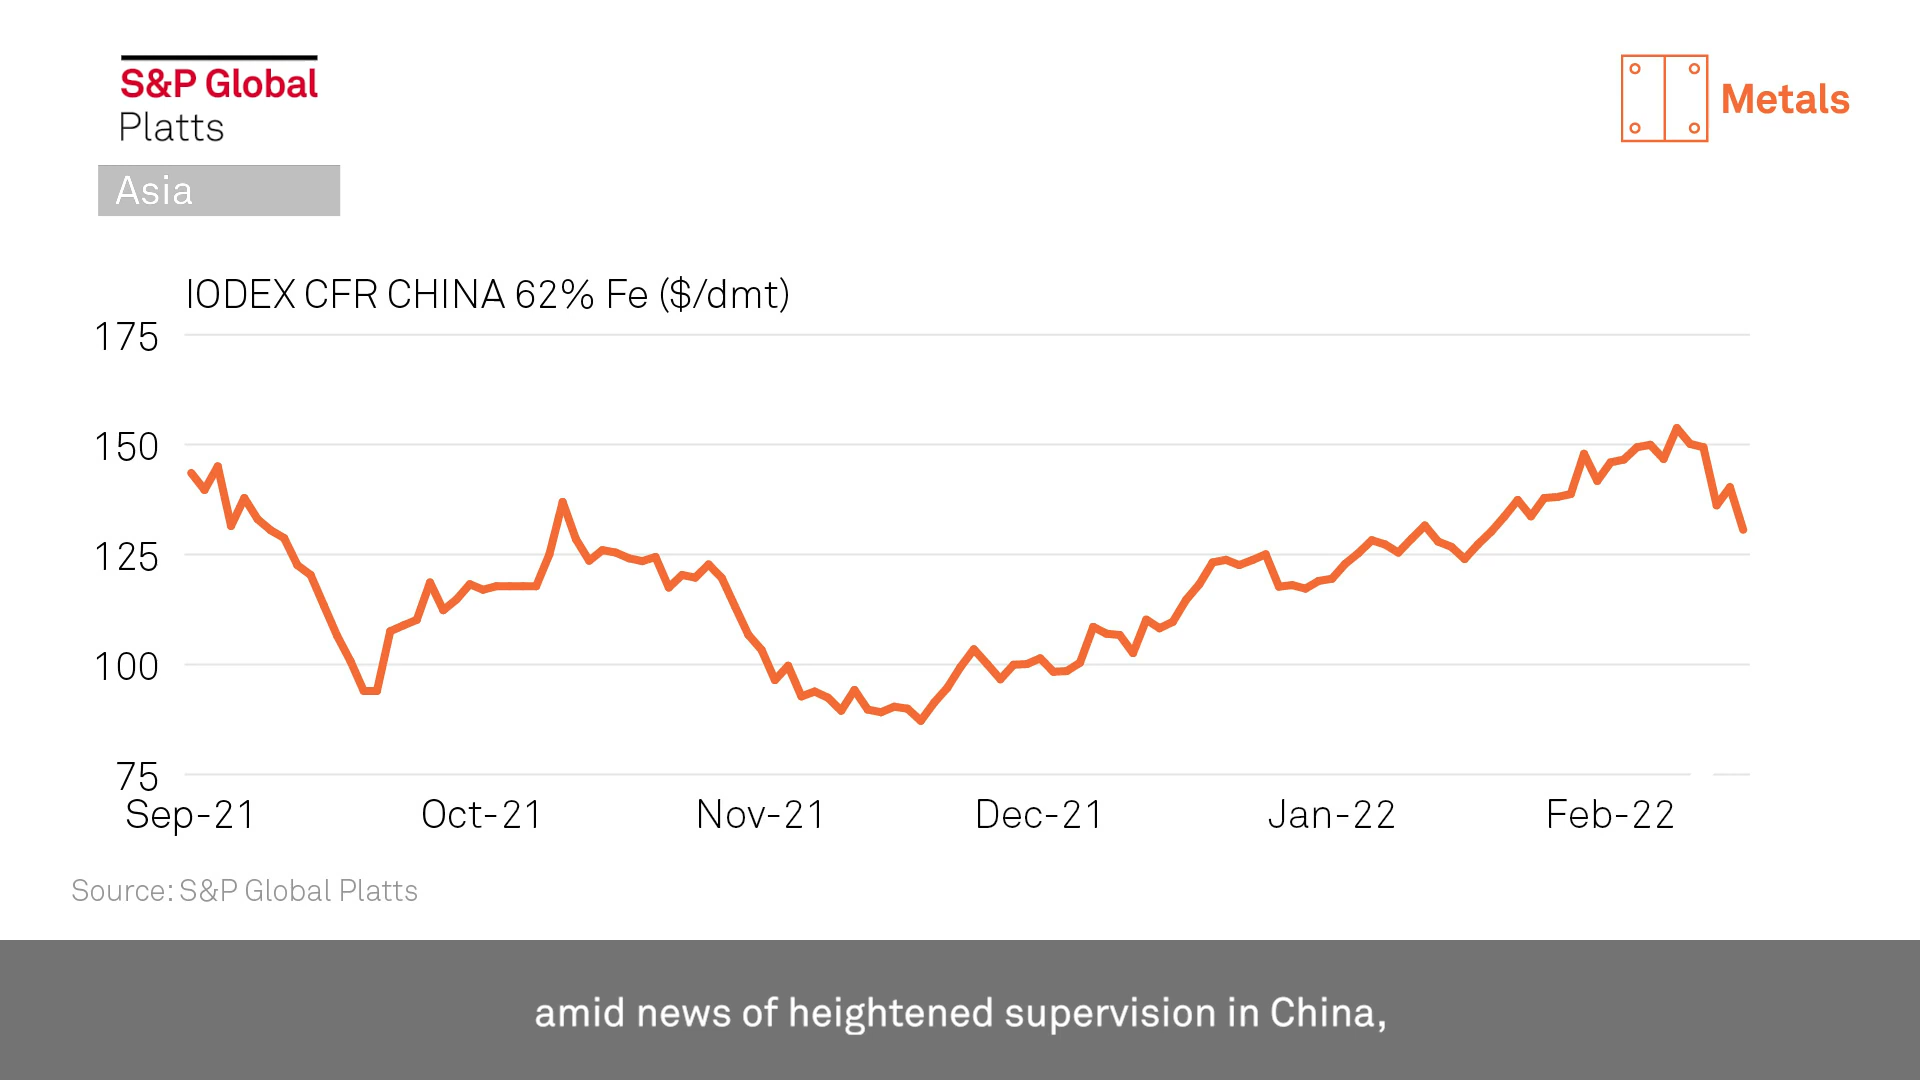 S&P Global
Platts
Metals
Asia
IODEX CFR CHINA 62% Fe ($/dmt)
175
150
125
100
75
Sep-21 Oct-21 Nov-21 Dec-21 Jan-22 Feb-22
Source: S&P Global Platts
amid news of heightened supervision in China,